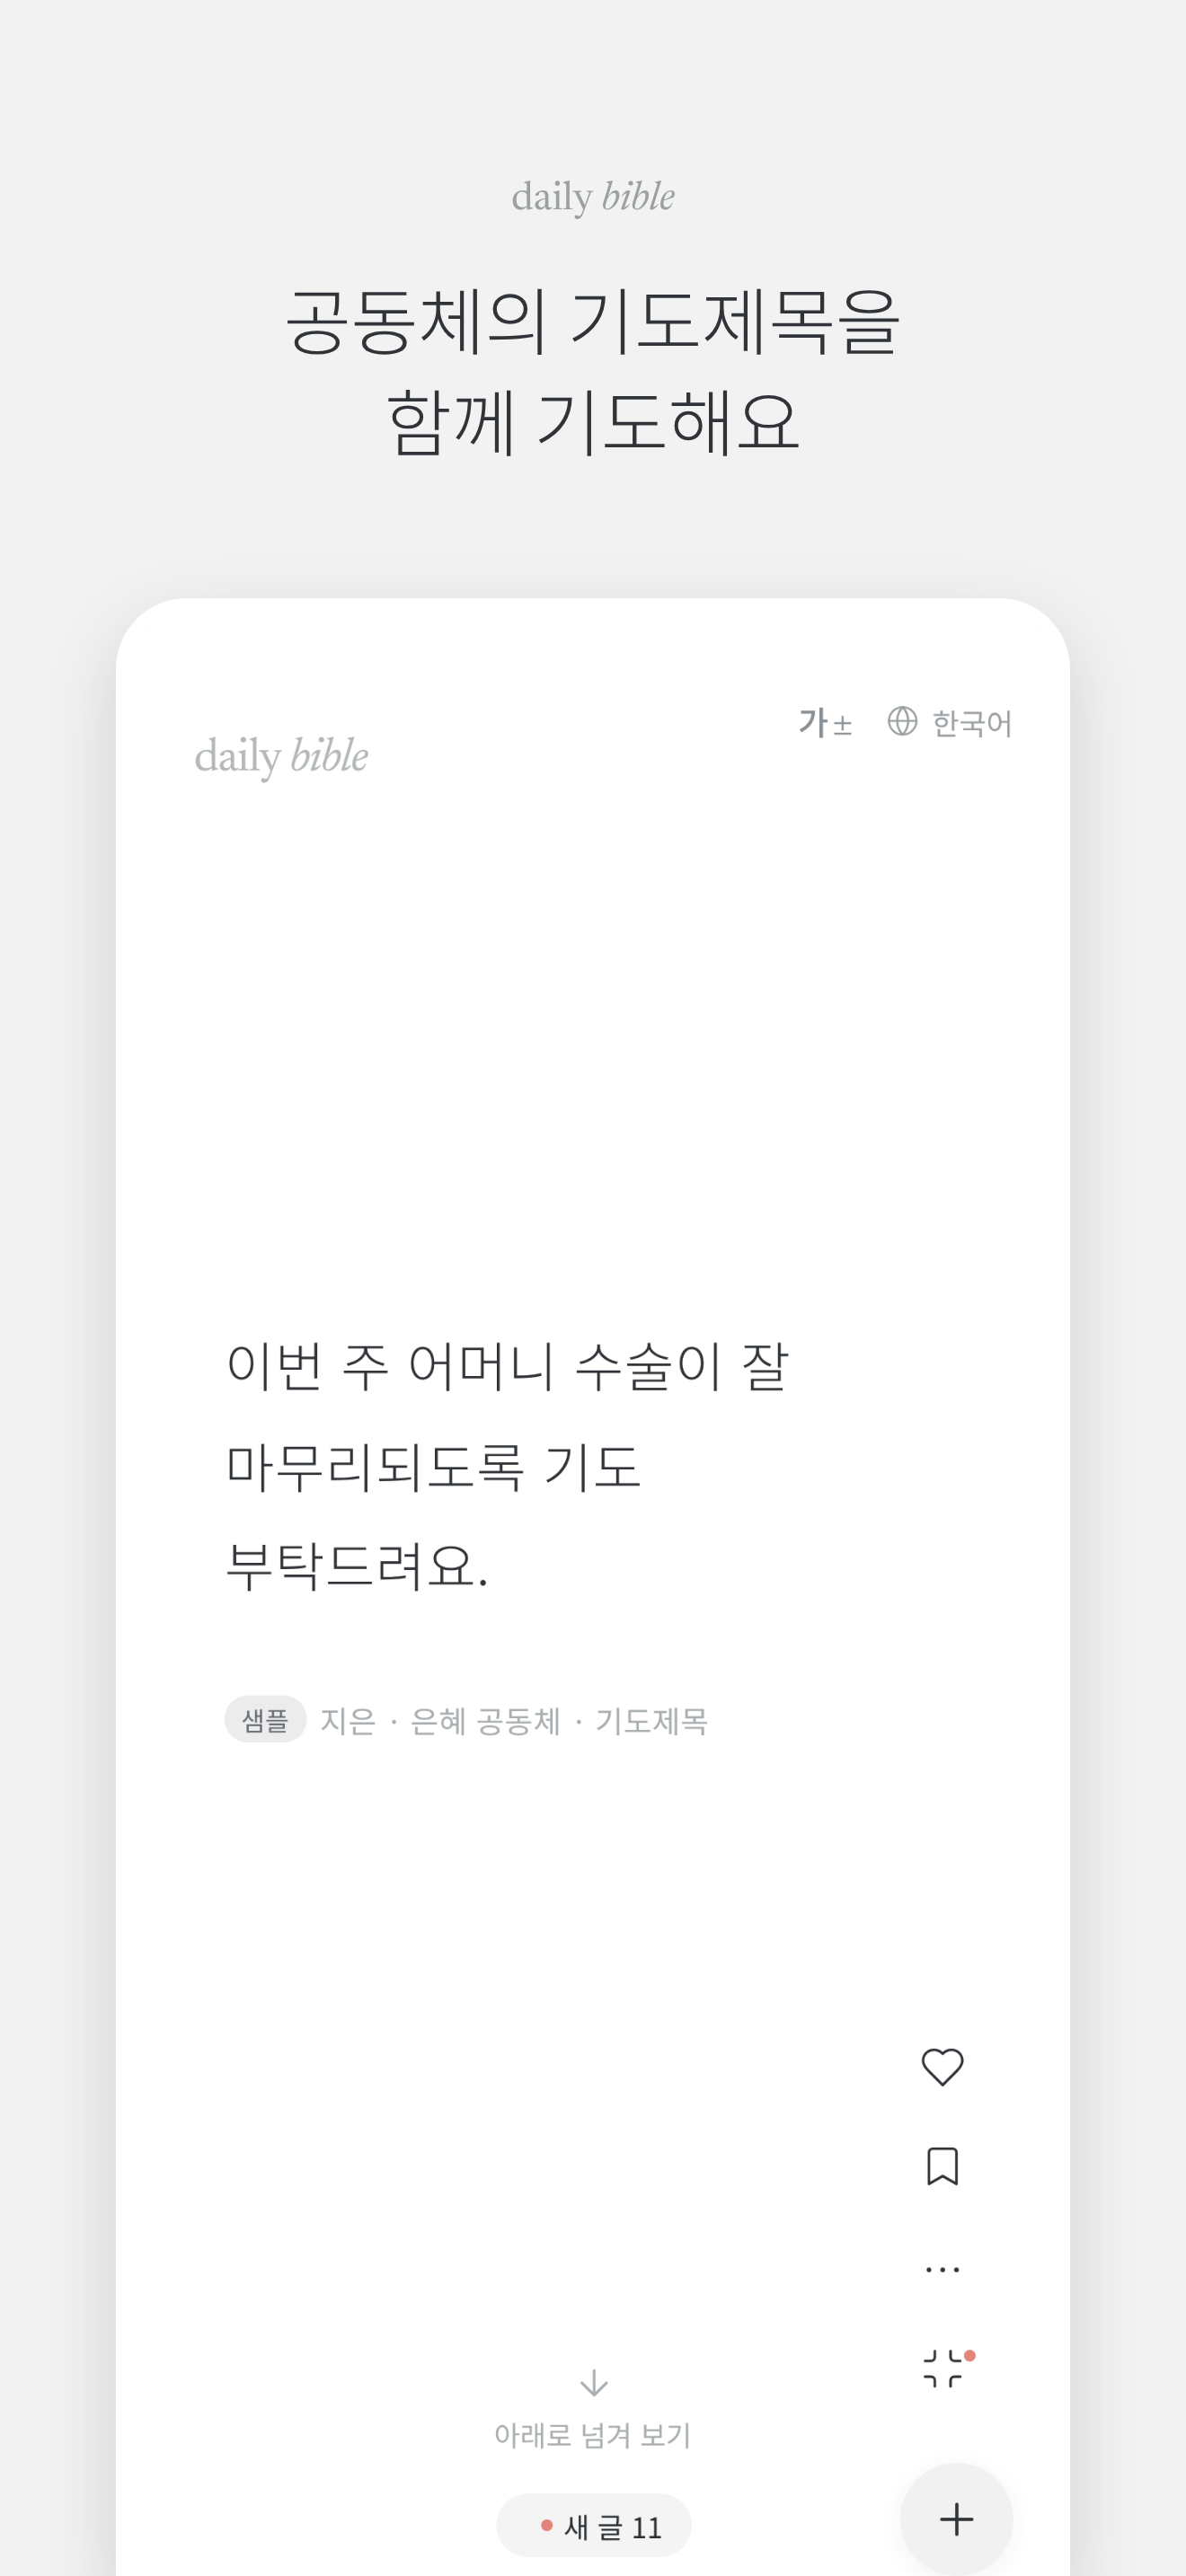 daily bible
공동체의 기도제목을
함께 기도해요
가± 한국어
daily bible
이번 주 어머니 수술이 잘
마무리되도록 기도
부탁드려요.
샘플 지은 · 은혜 공동체 · 기도제목
아래로 넘겨 보기
새 글 11